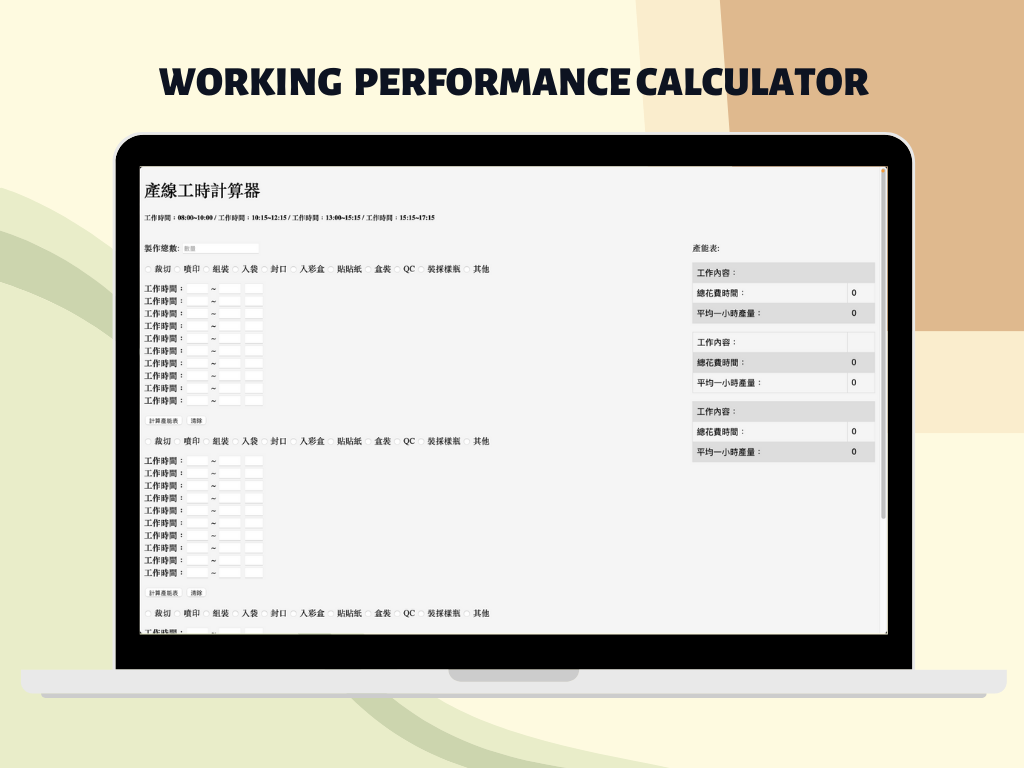 WORKING PERFORMANCE CALCULATOR
產線工時計算器
工作時間：08:00~10:00 / 工作時間：10:15~12:15 / 工作時間：13:00~15:15 / 工作時間：15:15~17:15
製作總數: 數量
裁切 噴印 組裝 入袋 封口 入彩盒 貼貼紙 盒裝 QC 裝採樣瓶 其他
工作時間： ~
工作時間： ~
工作時間： ~
工作時間： ~
工作時間： ~
工作時間： ~
工作時間： ~
工作時間： ~
工作時間： ~
工作時間： ~
計算產能表 清除
裁切 噴印 組裝 入袋 封口 入彩盒 貼貼紙 盒裝 QC 裝採樣瓶 其他
工作時間： ~
工作時間： ~
工作時間： ~
工作時間： ~
工作時間： ~
工作時間： ~
工作時間： ~
工作時間： ~
工作時間： ~
工作時間： ~
計算產能表 清除
裁切 噴印 組裝 入袋 封口 入彩盒 貼貼紙 盒裝 QC 裝採樣瓶 其他
工作時間： ~
產能表:
工作內容：
總花費時間： 0
平均一小時產量： 0
工作內容：
總花費時間： 0
平均一小時產量： 0
工作內容：
總花費時間： 0
平均一小時產量： 0